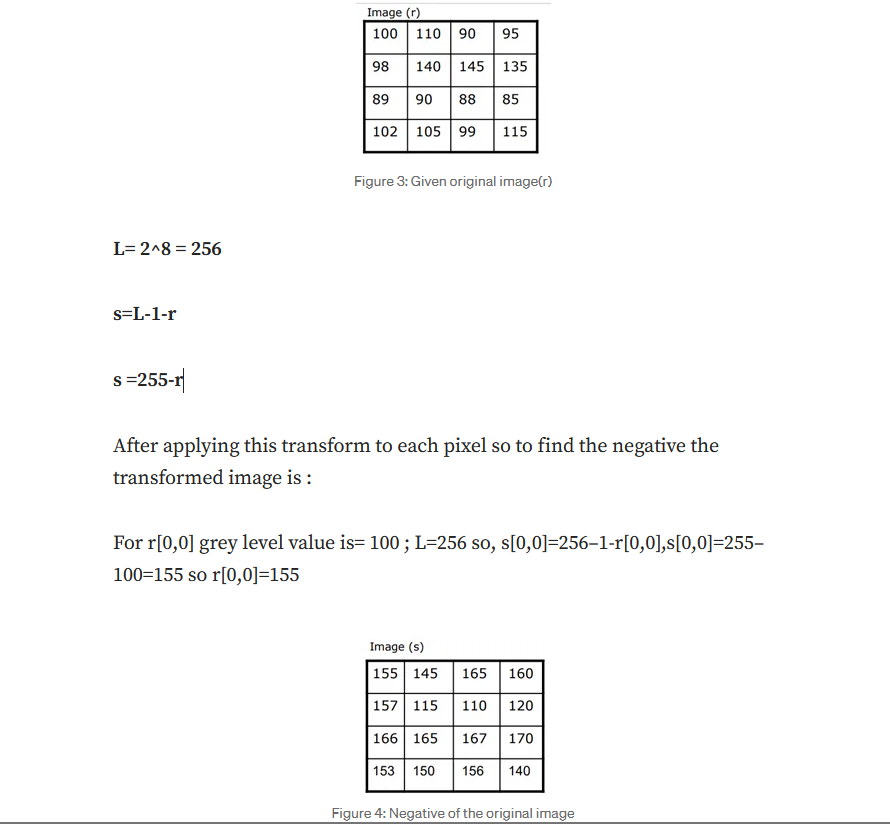 Image (r)
100 110 90 95
98 140 145 135
89 90 88 85
102 105 99 115
Figure 3: Given original image(r)
L= 2^8 = 256
s=L-1-r
s =255-r
After applying this transform to each pixel so to find the negative the
transformed image is :
For r[0,0] grey level value is= 100 ; L=256 so, s[0,0]=256–1-r[0,0],s[0,0]=255–
100=155 so r[0,0]=155
Image (s)
155 145 165 160
157 115 110 120
166 165 167 170
153 150 156 140
Figure 4: Negative of the original image